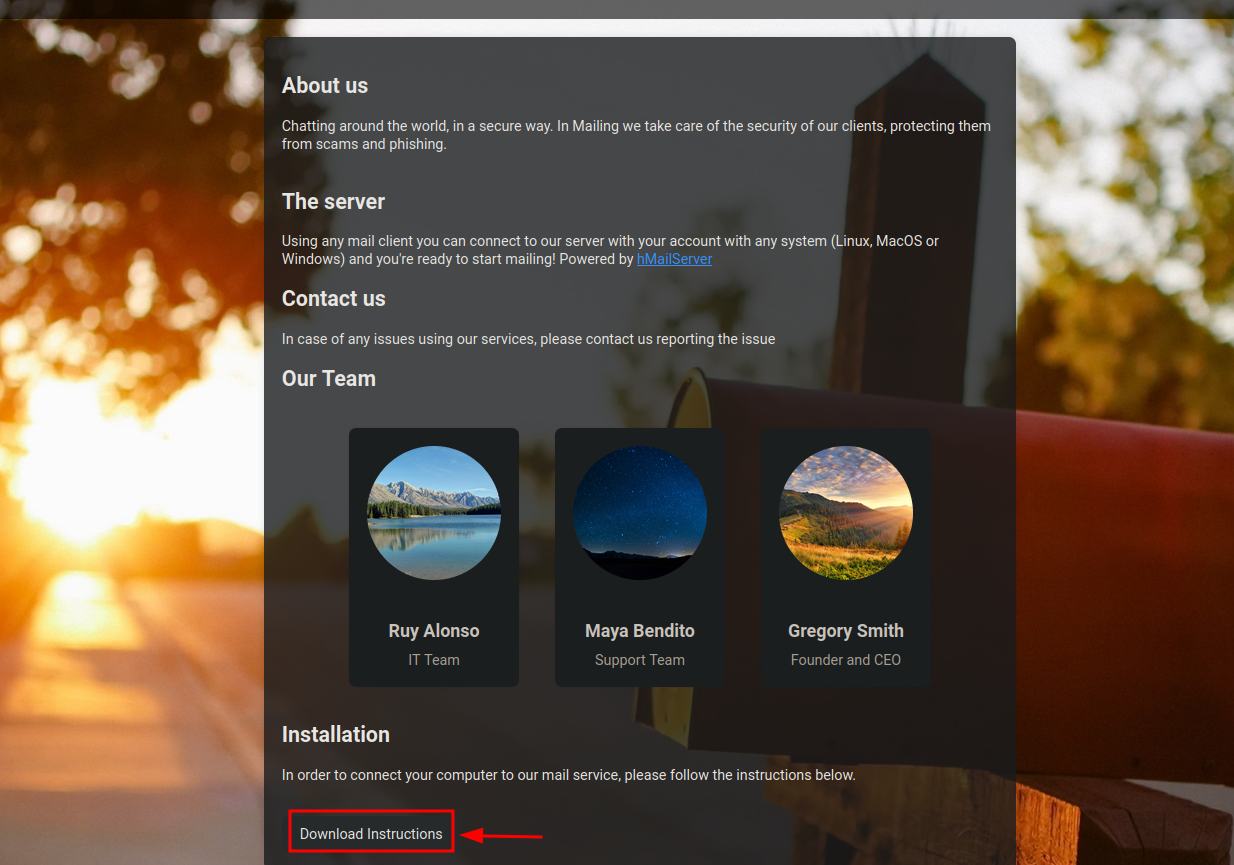 About us
Chatting around the world, in a secure way. In Mailing we take care of the security of our clients, protecting them
from scams and phishing.
The server
Using any mail client you can connect to our server with your account with any system (Linux, MacOS or
Windows) and you're ready to start mailing! Powered by hMailServer
Contact us
In case of any issues using our services, please contact us reporting the issue
Our Team
Ruy Alonso
IT Team
Maya Bendito
Support Team
Gregory Smith
Founder and CEO
Installation
In order to connect your computer to our mail service, please follow the instructions below.
Download Instructions